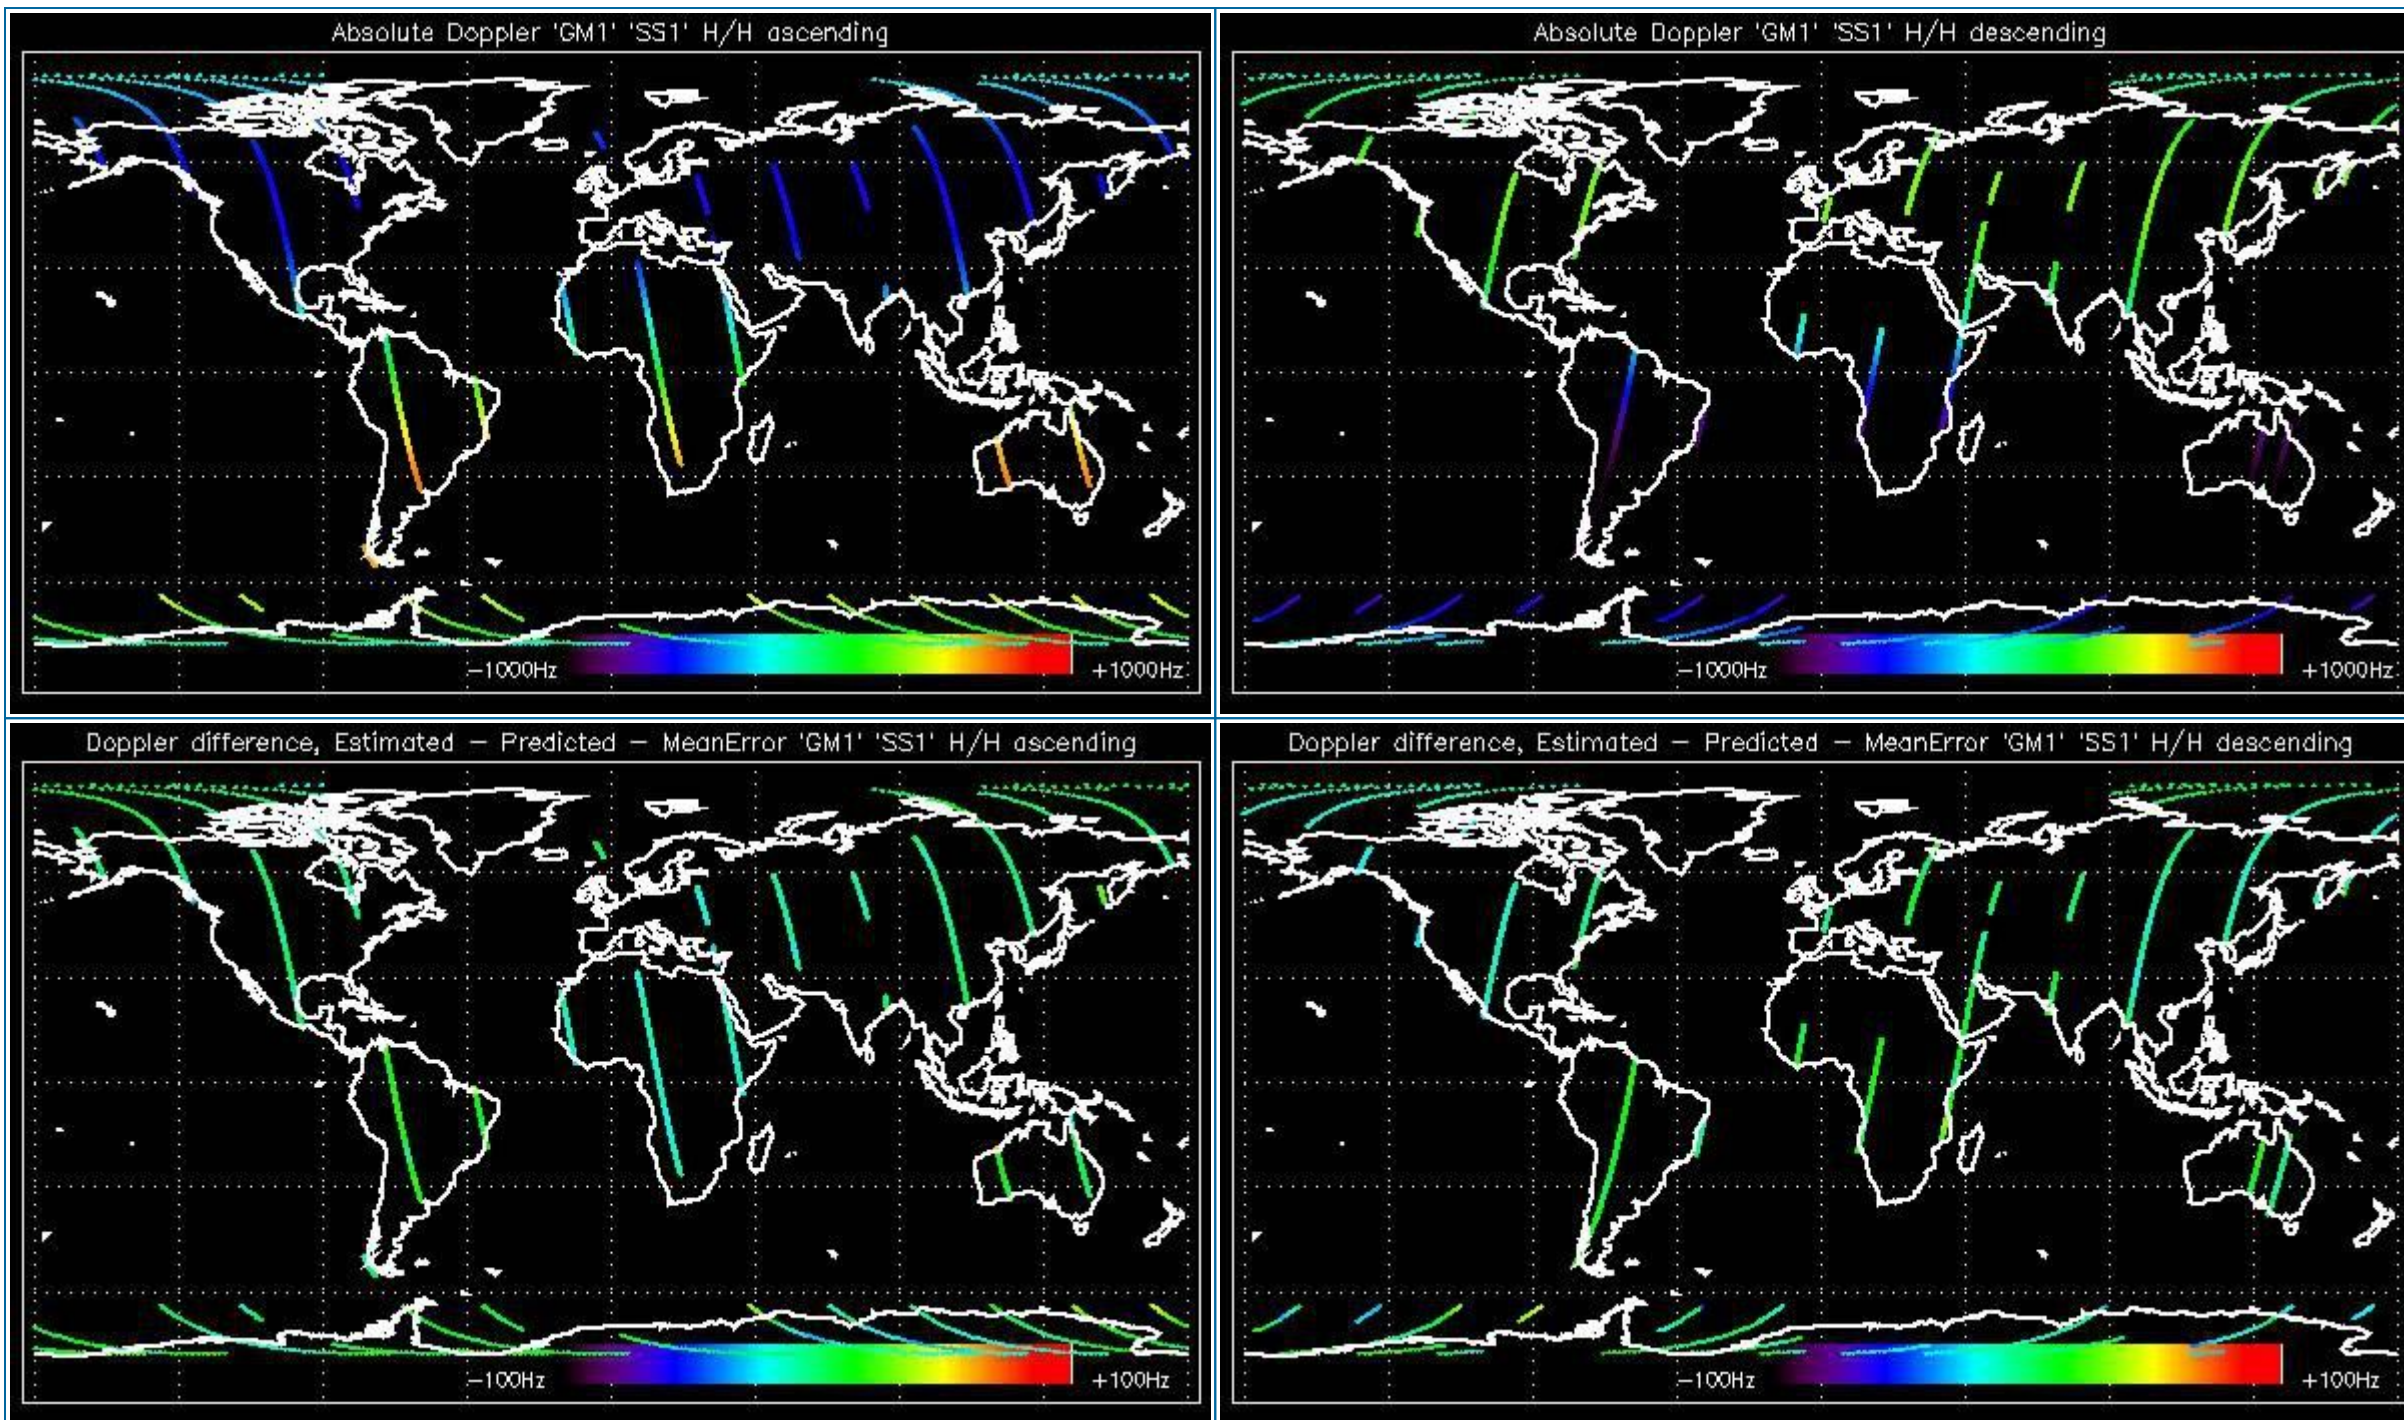 Absolute Doppler 'GM1' 'SS1' H/H ascending
−1000Hz
+1000Hz
Absolute Doppler 'GM1' 'SS1' H/H descending
−1000Hz
+1000Hz
Doppler difference, Estimated − Predicted − MeanError 'GM1' 'SS1' H/H ascending
−100Hz
+100Hz
Doppler difference, Estimated − Predicted − MeanError 'GM1' 'SS1' H/H descending
−100Hz
+100Hz